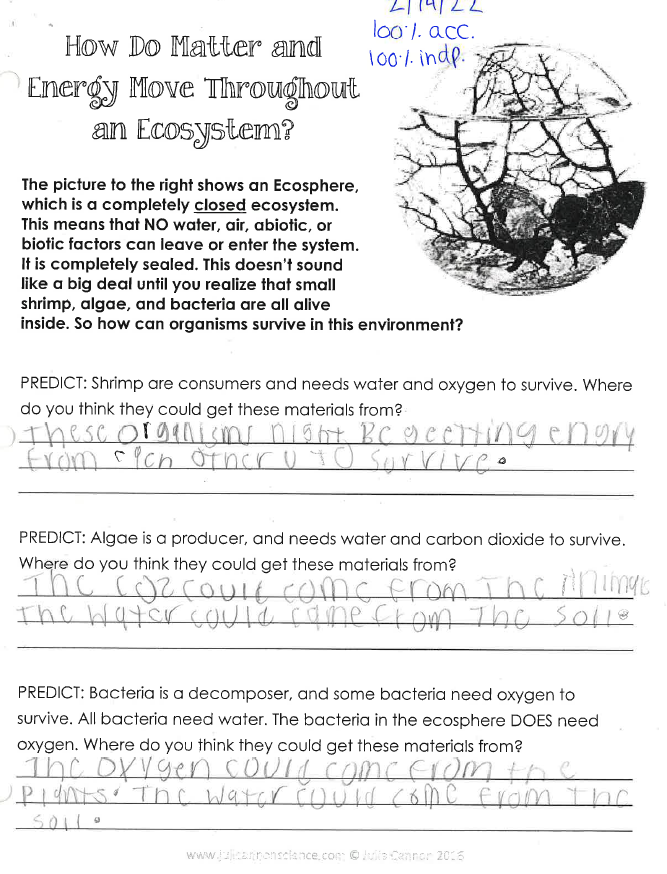 2/14/22
100% acc.
100% indp.
How Do Matter and
Energy Move Throughout
an Ecosystem?
The picture to the right shows an Ecosphere,
which is a completely closed ecosystem.
This means that NO water, air, abiotic, or
biotic factors can leave or enter the system.
It is completely sealed. This doesn't sound
like a big deal until you realize that small
shrimp, algae, and bacteria are all alive
inside. So how can organisms survive in this environment?
PREDICT: Shrimp are consumers and needs water and oxygen to survive. Where
do you think they could get these materials from?
These organisms night Be geetting engry
from each other to survive.
PREDICT: Algae is a producer, and needs water and carbon dioxide to survive.
Where do you think they could get these materials from?
The CO2 could come from The Animals
The Water could come from The soil.
PREDICT: Bacteria is a decomposer, and some bacteria need oxygen to
survive. All bacteria need water. The bacteria in the ecosphere DOES need
oxygen. Where do you think they could get these materials from?
The oxygen could come from the
Plants. The Water could come from The
soil.
www.juliecannonscience.com © Julie Cannon 2016